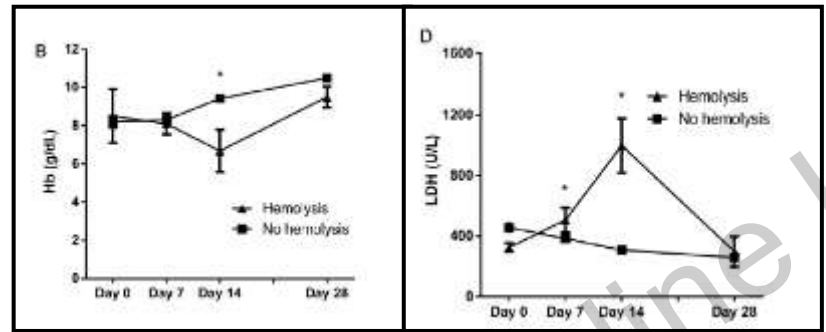 B
12
10
8
6
4
2
0
Hb (g/dL)
*
Hemolysis
No hemolysis
Day 0 Day 7 Day 14 Day 28
D
1600
1200
800
400
0
LDH (U/L)
*
*
Hemolysis
No hemolysis
Day 0 Day 7 Day 14 Day 28
line